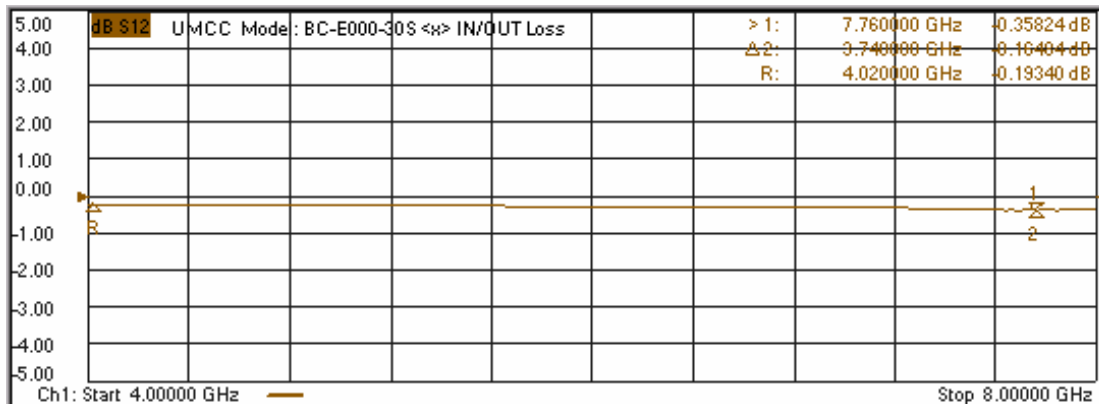 5.00 dB S12 UMCC Model: BC-E000-30S <x> IN/OUT Loss > 1: 7.760000 GHz -0.35824 dB
4.00 Δ 2: 3.740000 GHz -0.16404 dB
R: 4.020000 GHz -0.19340 dB
3.00
2.00
1.00
0.00
1
R
-1.00
2
-2.00
-3.00
-4.00
-5.00
Ch1: Start 4.00000 GHz Stop 8.00000 GHz